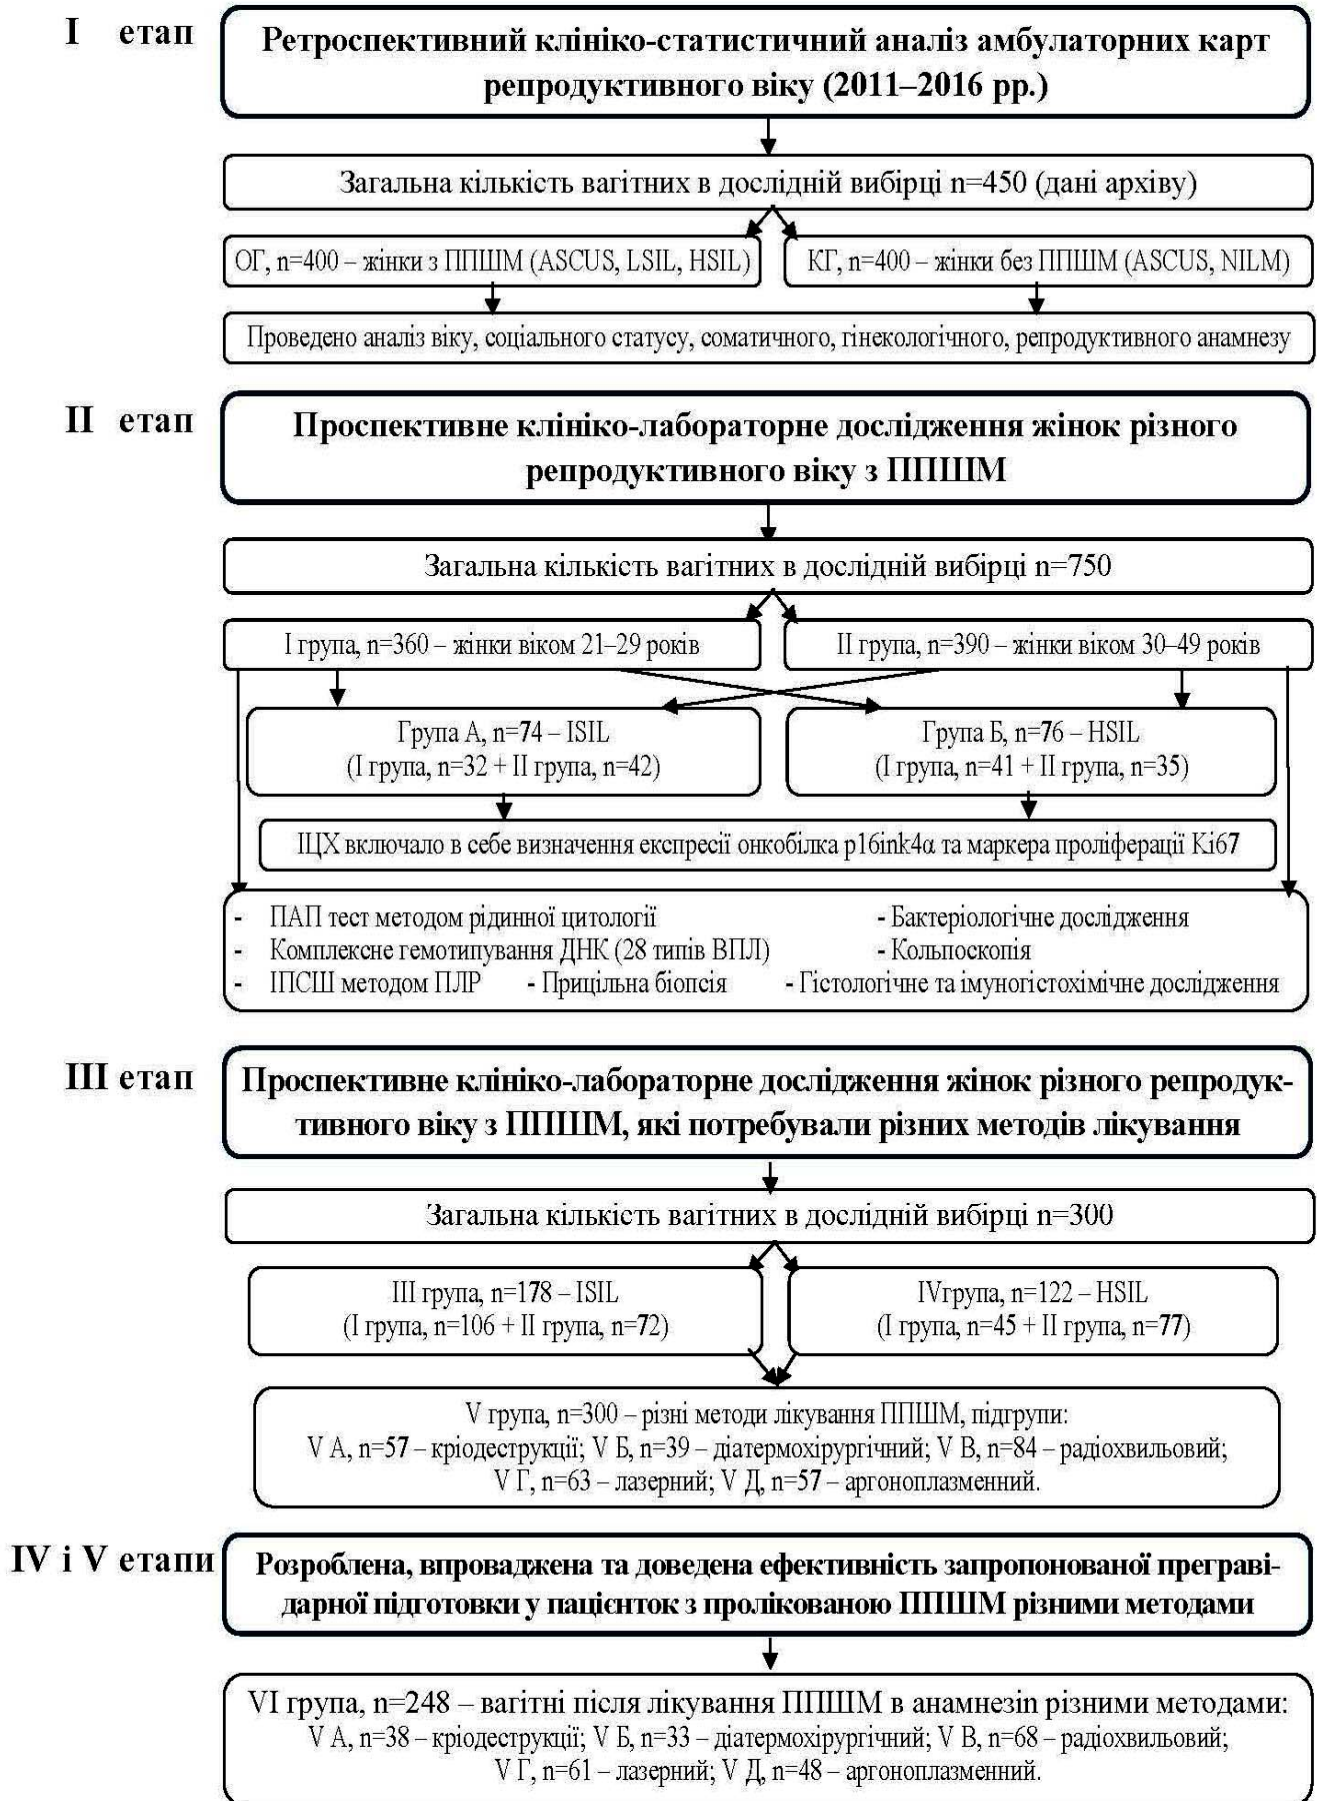 I етап
Ретроспективний клініко-статистичний аналіз амбулаторних карт
репродуктивного віку (2011–2016 рр.)
Загальна кількість вагітних в дослідній вибірці n=450 (дані архіву)
ОГ, n=400 – жінки з ППШМ (ASCUS, LSIL, HSIL)
КГ, n=400 – жінки без ППШМ (ASCUS, NILM)
Проведено аналіз віку, соціального статусу, соматичного, гінекологічного, репродуктивного анамнезу
II етап
Проспективне клініко-лабораторне дослідження жінок різного
репродуктивного віку з ППШМ
Загальна кількість вагітних в дослідній вибірці n=750
I група, n=360 – жінки віком 21–29 років
II група, n=390 – жінки віком 30–49 років
Група А, n=74 – ISIL
(I група, n=32 + II група, n=42)
Група Б, n=76 – HSIL
(I група, n=41 + II група, n=35)
ІЦХ включало в себе визначення експресії онкобілка p16ink4α та маркера проліферації Ki67
- ПАП тест методом рідинної цитології - Бактеріологічне дослідження
- Комплексне гемотипування ДНК (28 типів ВПЛ) - Кольпоскопія
- ІПСШ методом ПЛР - Прицільна біопсія - Гістологічне та імуногістохімічне дослідження
III етап
Проспективне клініко-лабораторне дослідження жінок різного репродук-
тивного віку з ППШМ, які потребували різних методів лікування
Загальна кількість вагітних в дослідній вибірці n=300
III група, n=178 – ISIL
(I група, n=106 + II група, n=72)
IVгрупа, n=122 – HSIL
(I група, n=45 + II група, n=77)
V група, n=300 – різні методи лікування ППШМ, підгрупи:
V А, n=57 – кріодеструкції; V Б, n=39 – діатермохірургічний; V В, n=84 – радіохвильовий;
V Г, n=63 – лазерний; V Д, n=57 – аргоноплазменний.
IV і V етапи
Розроблена, впроваджена та доведена ефективність запропонованої преграві-
дарної підготовки у пацієнток з пролікованою ППШМ різними методами
VI група, n=248 – вагітні після лікування ППШМ в анамнезіn різними методами:
V А, n=38 – кріодеструкції; V Б, n=33 – діатермохірургічний; V В, n=68 – радіохвильовий;
V Г, n=61 – лазерний; V Д, n=48 – аргоноплазменний.